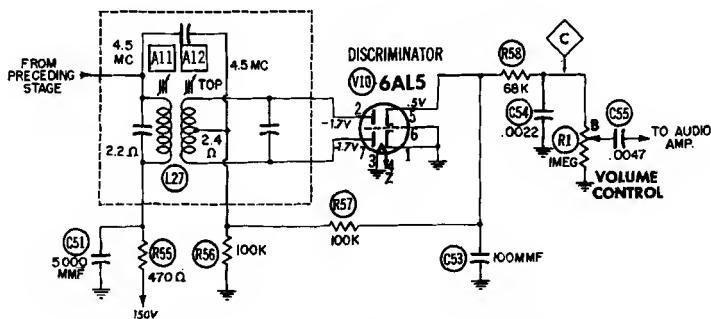 FROM
PRECEDING
STAGE
4.5
MC
A11
A12
TOP
4.5 MC
2.2 Ω
2.4
Ω
L27
DISCRIMINATOR
V10 6AL5
2
-1.7V
-1.7V
7
3
4
Z
.5V
5
6
1
R58
68K
C
C54
.0022
R1
1MEG
B
C55
.0047
TO AUDIO
AMP.
VOLUME
CONTROL
C51
5000
MMF
R55
470Ω
150V
R56
100K
R57
100K
C53
100MMF